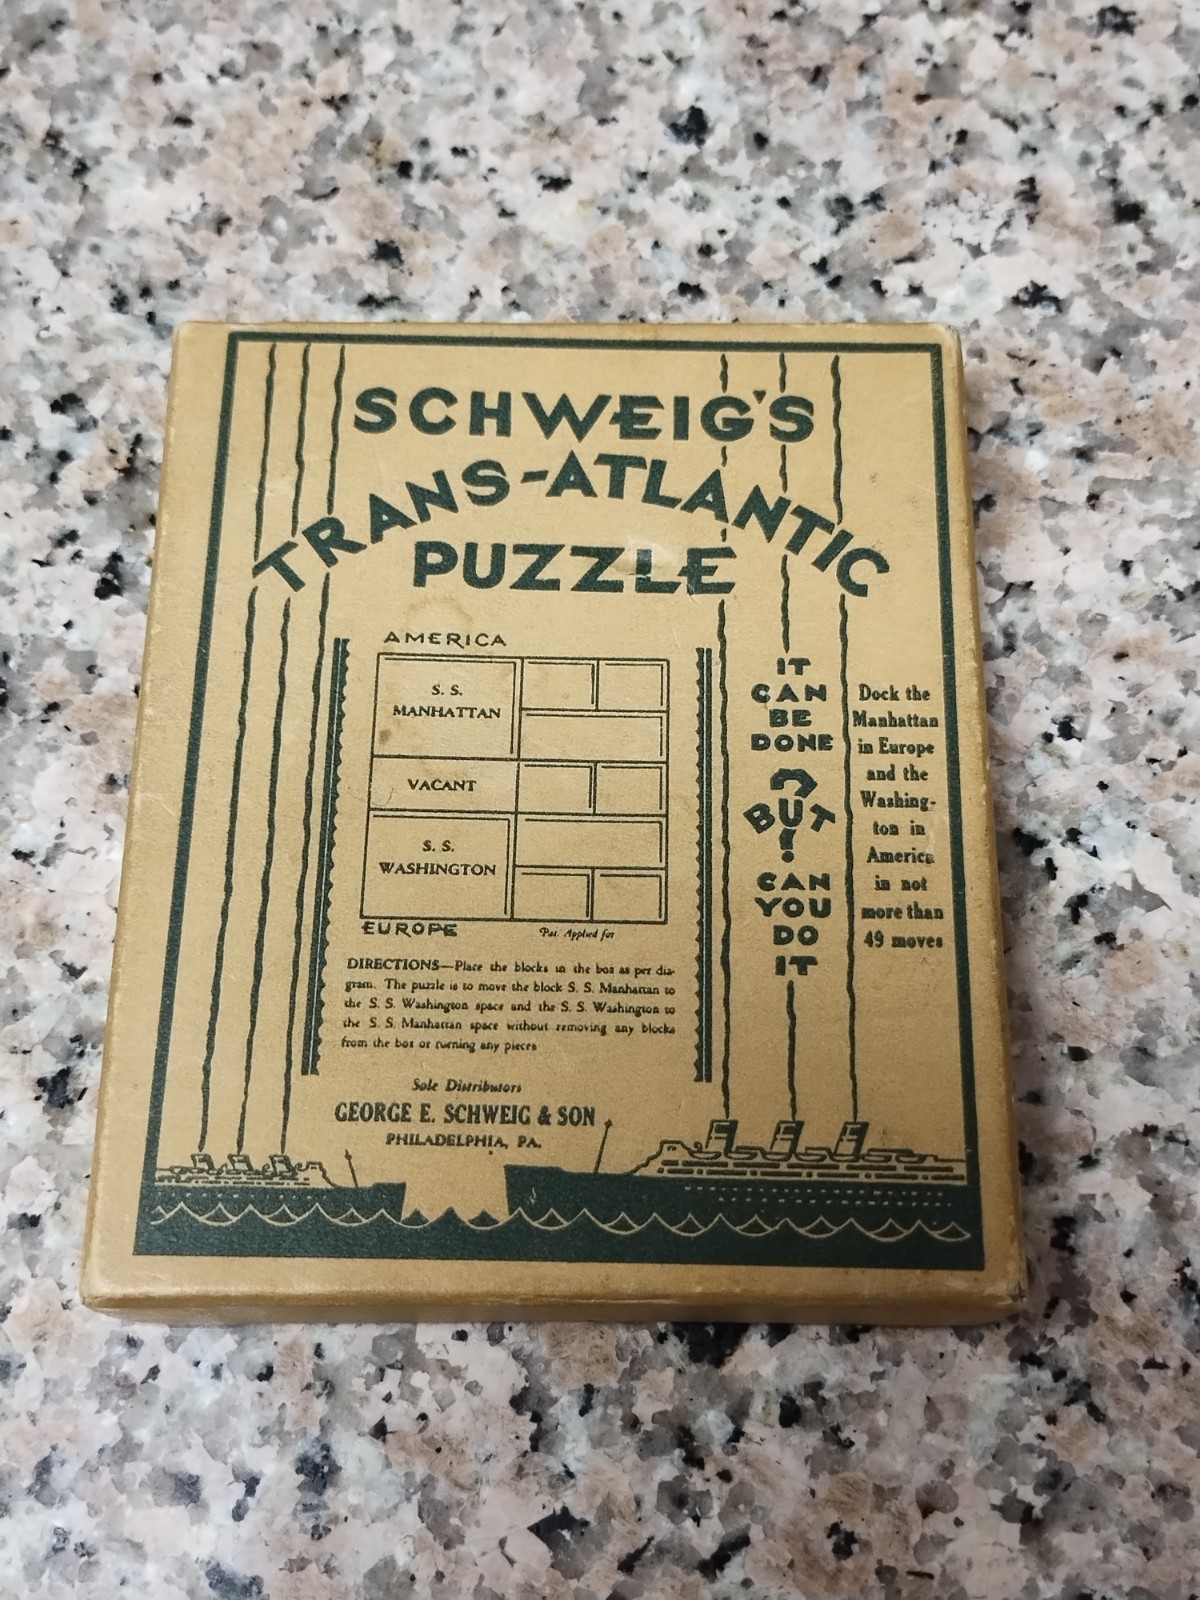 SCHWEIG'S
TRANS-ATLANTIC
PUZZLE
AMERICA
S. S.
MANHATTAN
VACANT
S. S.
WASHINGTON
EUROPE
Pat. Applied for
DIRECTIONS—Place the blocks in the box as per dia-
gram. The puzzle is to move the block S. S. Manhattan to
the S. S. Washington space and the S. S. Washington to
the S. S. Manhattan space without removing any blocks
from the box or turning any pieces
Sole Distributors
GEORGE E. SCHWEIG & SON
PHILADELPHIA, PA.
IT
CAN
BE
DONE
?
BUT
!
CAN
YOU
DO
IT
Dock the
Manhattan
in Europe
and the
Washing-
ton in
America
in not
more than
49 moves